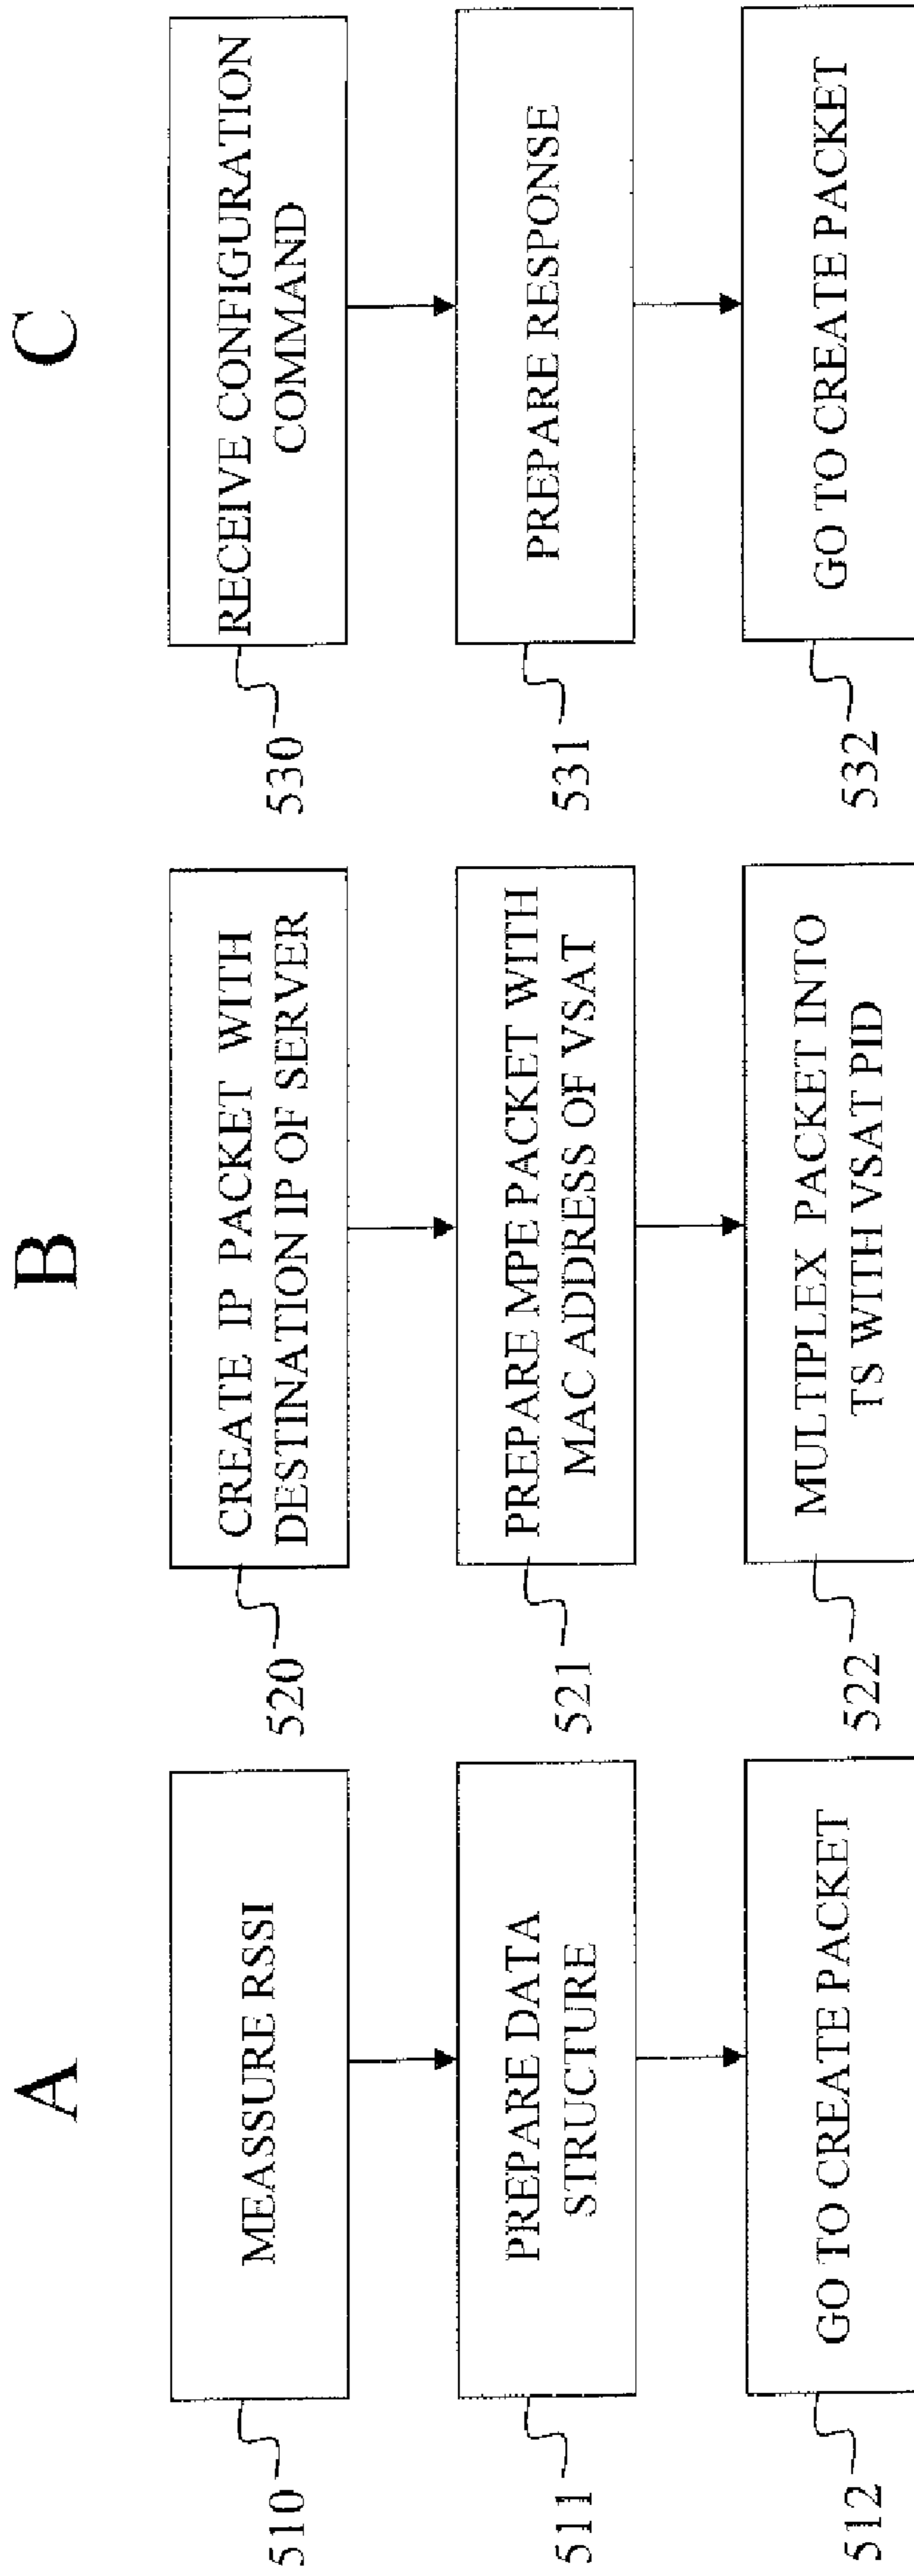 A
510
MEASSURE RSSI
511
PREPARE DATA
STRUCTURE
512
GO TO CREATE PACKET
B
520
CREATE IP PACKET WITH
DESTINATION IP OF SERVER
521
PREPARE MPE PACKET WITH
MAC ADDRESS OF VSAT
522
MULTIPLEX PACKET INTO
TS WITH VSAT PID
C
530
RECEIVE CONFIGURATION
COMMAND
531
PREPARE RESPONSE
532
GO TO CREATE PACKET